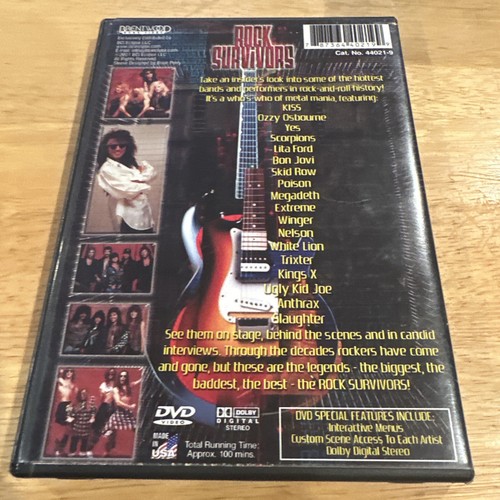 Cat. No. 44021-9
ROCK
SURVIVORS
Take an insider's look into some of the hottest
bands and performers in rock-and-roll history!
It's a who's-who of metal mania, featuring:
KISS
Ozzy Osbourne
Yes
Scorpions
Lita Ford
Bon Jovi
Skid Row
Poison
Megadeth
Extreme
Winger
Nelson
White Lion
Trixter
Kings X
Ugly Kid Joe
Anthrax
Slaughter
See them on stage, behind the scenes and in candid
interviews. Through the decades rockers have come
and gone, but these are the legends - the biggest, the
baddest, the best - the ROCK SURVIVORS!
DVD
VIDEO
DOLBY
DIGITAL
STEREO
MADE
IN
USA
Total Running Time:
Approx. 100 mins.
DVD SPECIAL FEATURES INCLUDE:
Interactive Menus
Custom Scene Access To Each Artist
Dolby Digital Stereo